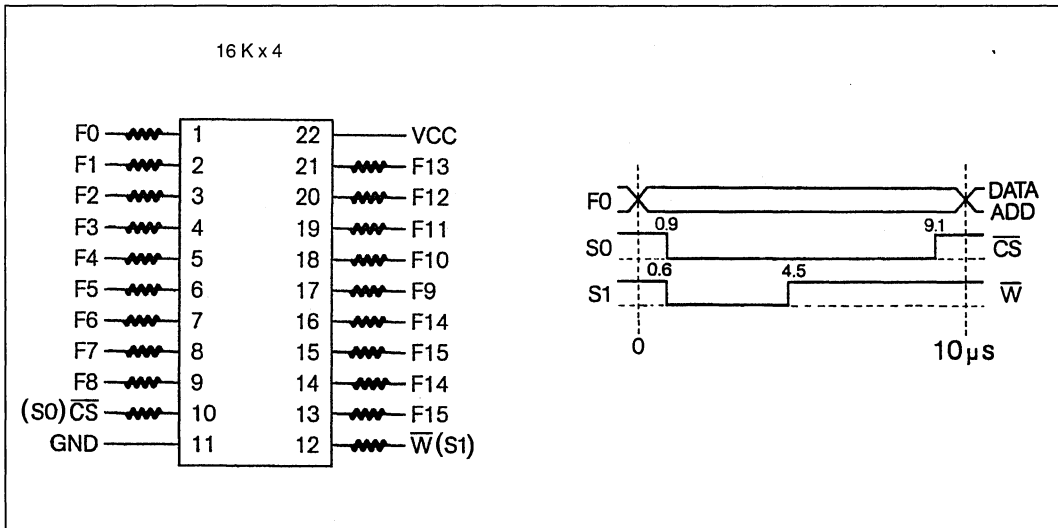 16 K x 4
F0 1 22 VCC
F1 2 21 F13
F2 3 20 F12
F3 4 19 F11
F4 5 18 F10
F5 6 17 F9
F6 7 16 F14
F7 8 15 F15
F8 9 14 F14
(S0) C̅S̅ 10 13 F15
GND 11 12 W̅ (S1)
F0 DATA
ADD
S0 0.9 9.1 C̅S̅
S1 0.6 4.5 W̅
0 10 µs